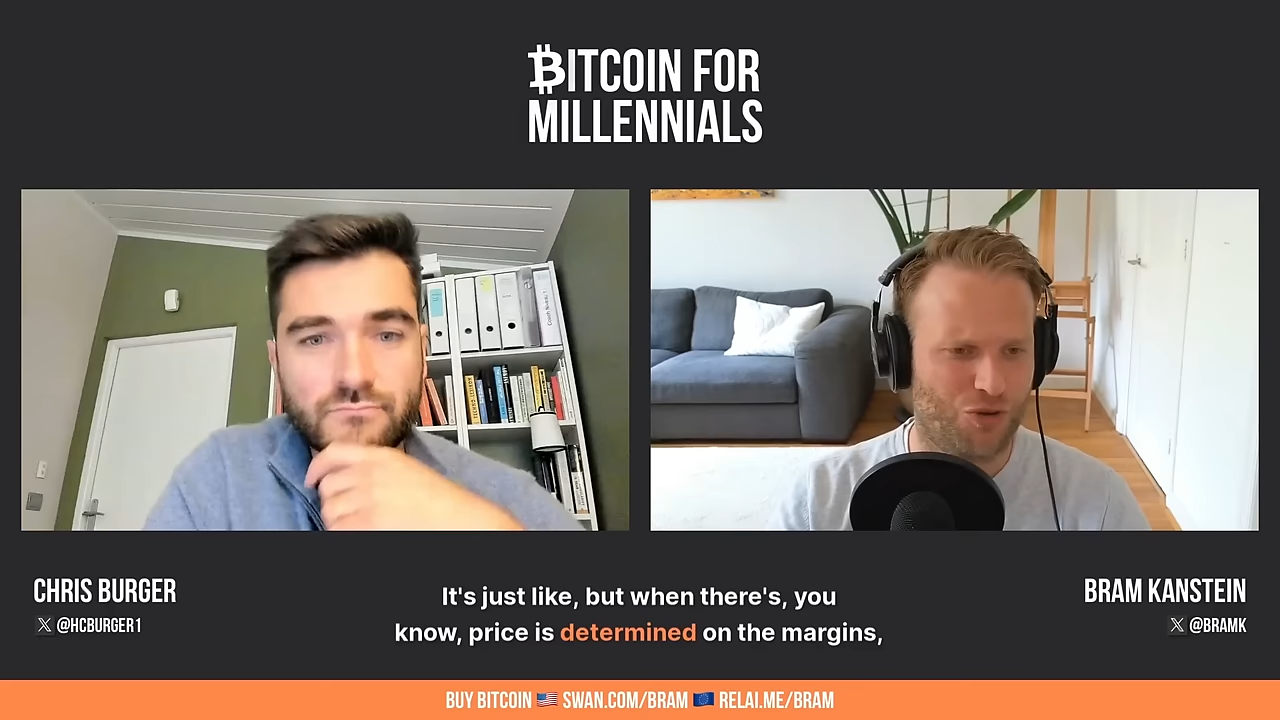 ₿ITCOIN FOR
MILLENNIALS
CHRIS BURGER
@HCBURGER1
It's just like, but when there's, you
know, price is determined on the margins,
BRAM KANSTEIN
@BRAMK
BUY BITCOIN 🇺🇸 SWAN.COM/BRAM 🇪🇺 RELAI.ME/BRAM